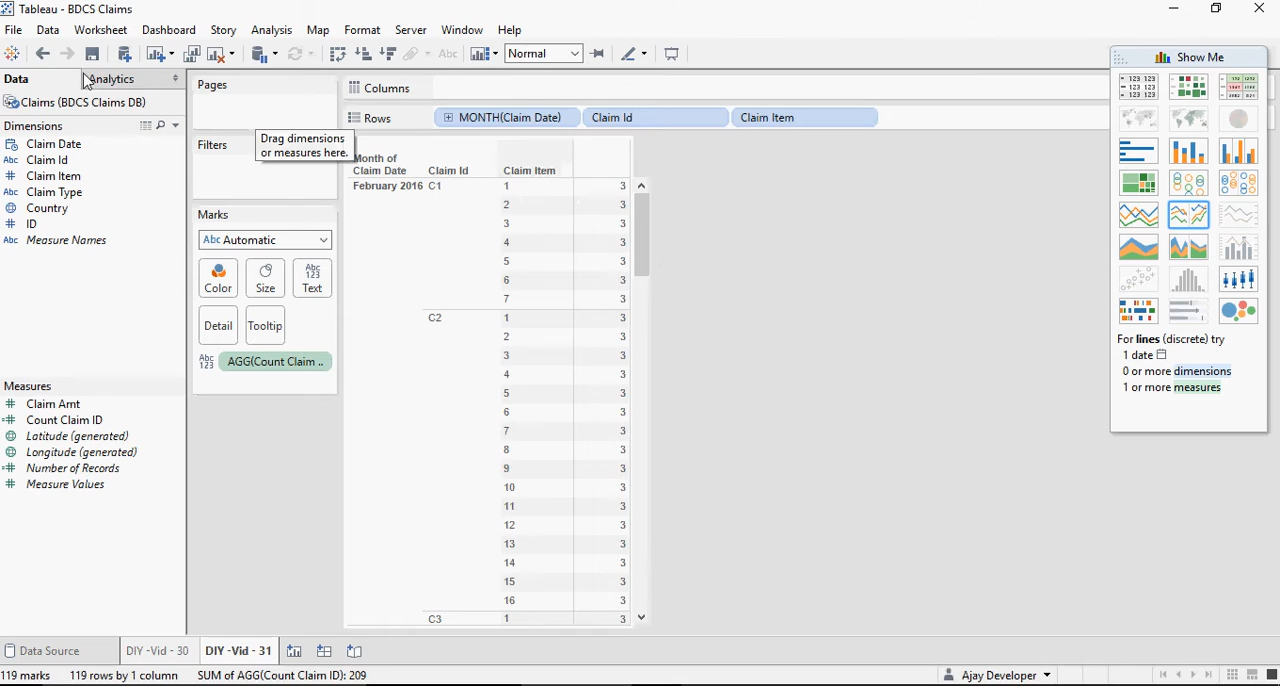 Tableau - BDCS Claims
File Data Worksheet Dashboard Story Analysis Map Format Server Window Help
Abc Normal
Data Analytics
Claims (BDCS Claims DB)
Dimensions
Claim Date
Abc Claim Id
# Claim Item
Abc Claim Type
Country
# ID
Abc Measure Names
Measures
# Claim Amt
=# Count Claim ID
Latitude (generated)
Longitude (generated)
=# Number of Records
# Measure Values
Pages
Drag dimensions
or measures here.
Filters
Marks
Abc Automatic
Color Size Abc 123 Text
Detail Tooltip
Abc 123 AGG(Count Claim ..
Columns
Rows MONTH(Claim Date) Claim Id Claim Item
Month of
Claim Date Claim Id Claim Item
February 2016 C1 1 3
2 3
3 3
4 3
5 3
6 3
7 3
C2 1 3
2 3
3 3
4 3
5 3
6 3
7 3
8 3
9 3
10 3
11 3
12 3
13 3
14 3
15 3
16 3
C3 1 3
Show Me
For lines (discrete) try
1 date
0 or more dimensions
1 or more measures
Data Source DIY -Vid - 30 DIY -Vid - 31
119 marks 119 rows by 1 column SUM of AGG(Count Claim ID): 209 Ajay Developer